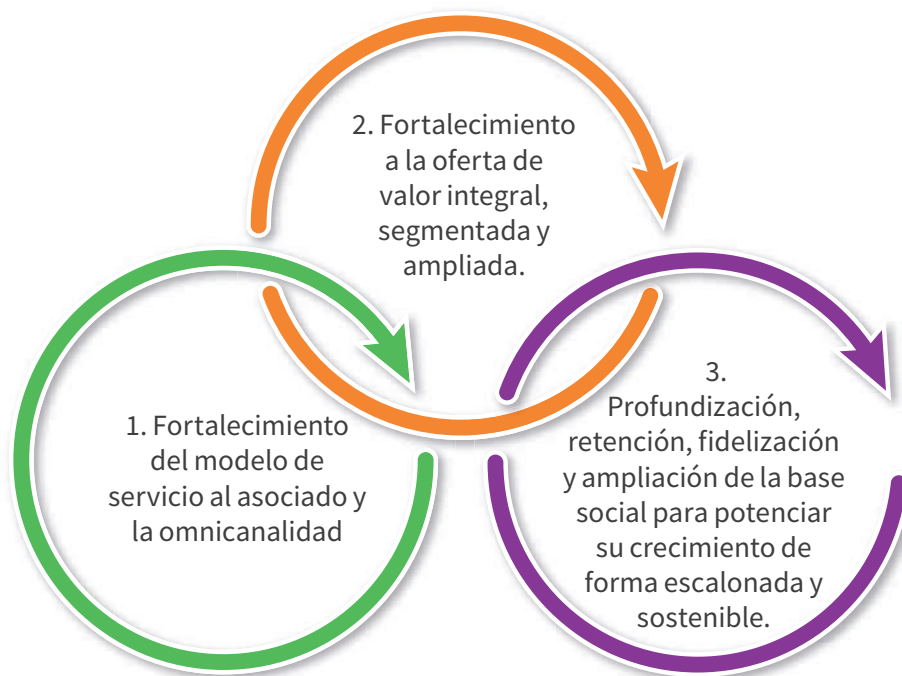 1. Fortalecimiento
del modelo de
servicio al asociado y
la omnicanalidad
2. Fortalecimiento
a la oferta de
valor integral,
segmentada y
ampliada.
3.
Profundización,
retención, fidelización
y ampliación de la base
social para potenciar
su crecimiento de
forma escalonada y
sostenible.